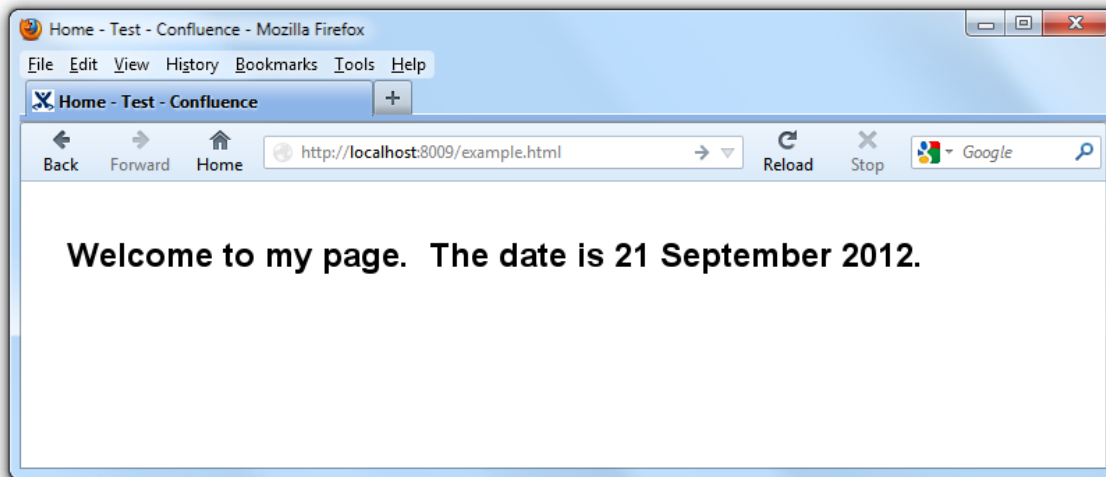 Home - Test - Confluence - Mozilla Firefox
File Edit View History Bookmarks Tools Help
Home - Test - Confluence +
Back Forward Home http://localhost:8009/example.html Reload Stop Google
Welcome to my page.  The date is 21 September 2012.